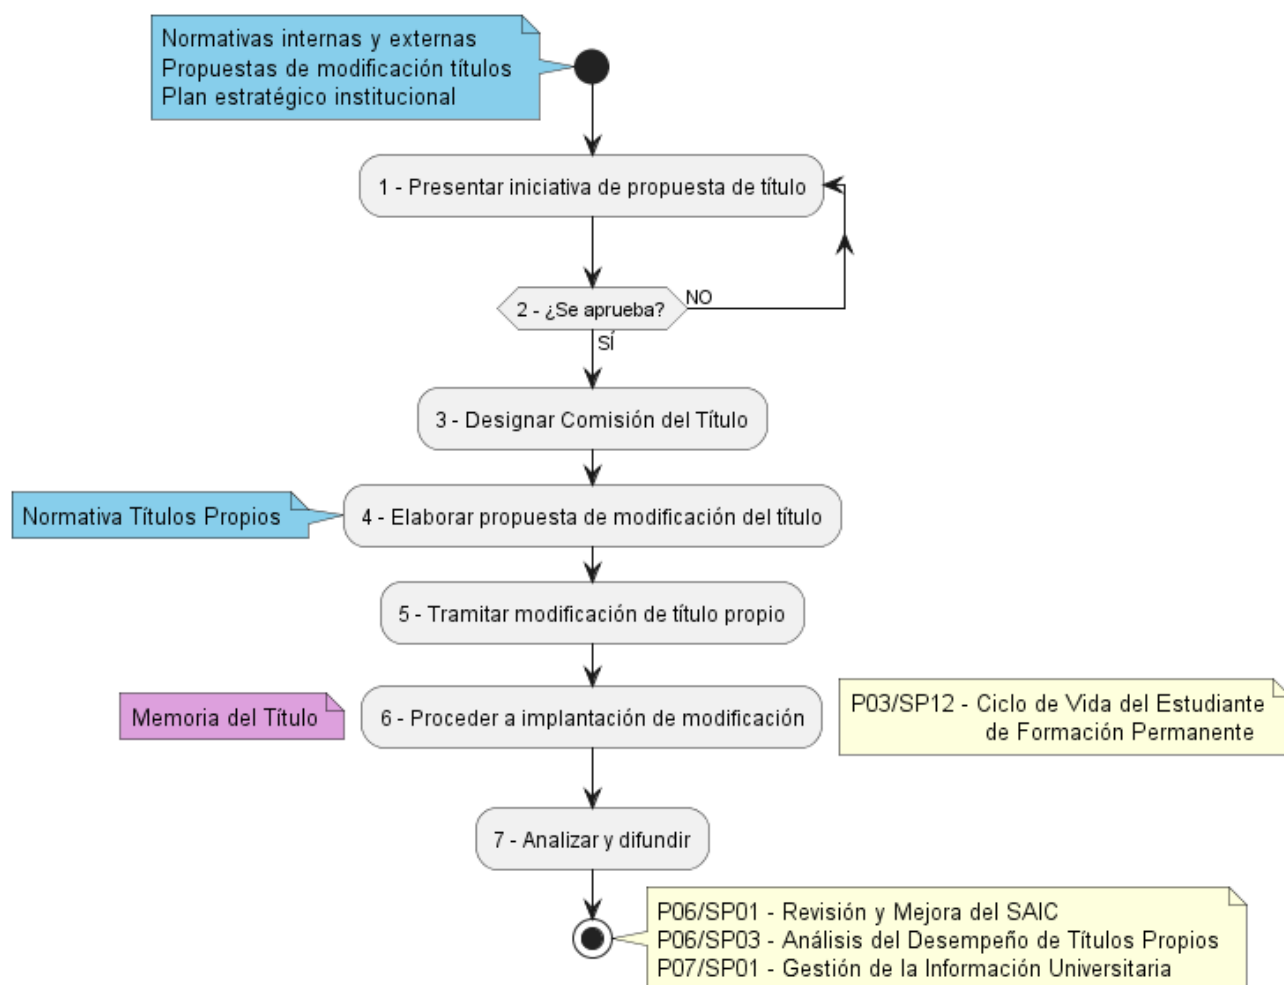 Normativas internas y externas
Propuestas de modificación títulos
Plan estratégico institucional
1 - Presentar iniciativa de propuesta de título
2 - ¿Se aprueba?
NO
SÍ
3 - Designar Comisión del Título
Normativa Títulos Propios
4 - Elaborar propuesta de modificación del título
5 - Tramitar modificación de título propio
Memoria del Título
6 - Proceder a implantación de modificación
P03/SP12 - Ciclo de Vida del Estudiante
de Formación Permanente
7 - Analizar y difundir
P06/SP01 - Revisión y Mejora del SAIC
P06/SP03 - Análisis del Desempeño de Títulos Propios
P07/SP01 - Gestión de la Información Universitaria